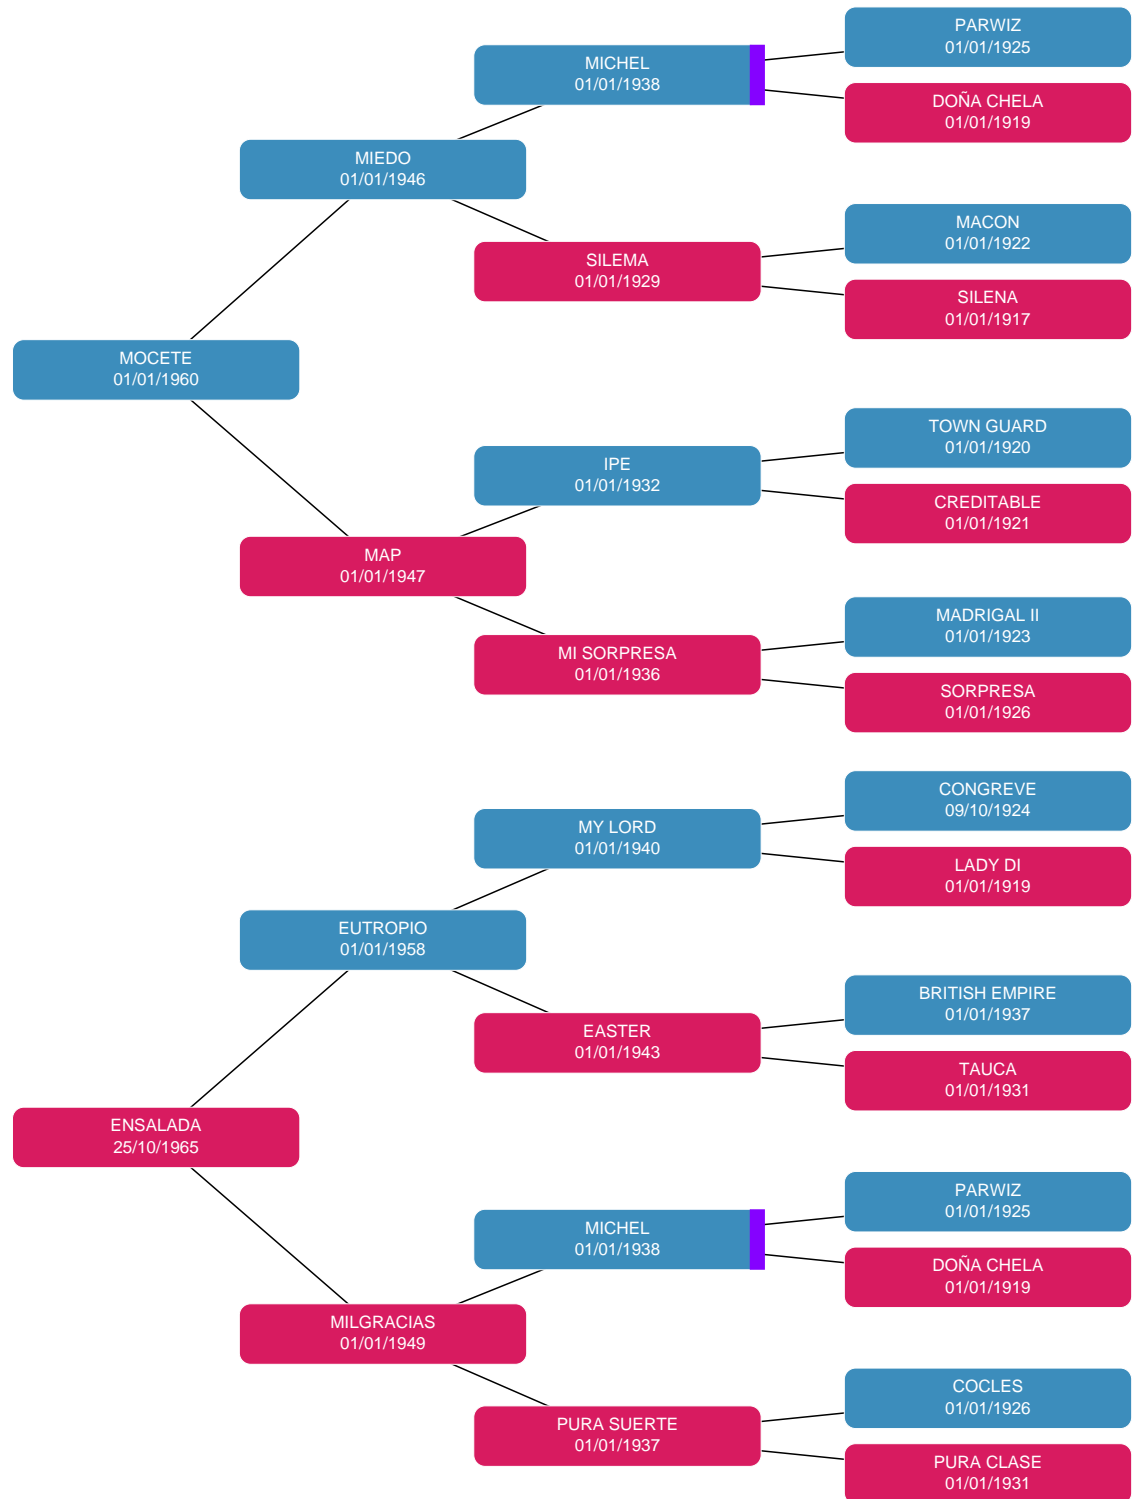 PARWIZ
01/01/1925
MICHEL
01/01/1938
DOÑA CHELA
01/01/1919
MIEDO
01/01/1946
MACON
01/01/1922
SILEMA
01/01/1929
SILENA
01/01/1917
MOCETE
01/01/1960
TOWN GUARD
01/01/1920
IPE
01/01/1932
CREDITABLE
01/01/1921
MAP
01/01/1947
MADRIGAL II
01/01/1923
MI SORPRESA
01/01/1936
SORPRESA
01/01/1926
CONGREVE
09/10/1924
MY LORD
01/01/1940
LADY DI
01/01/1919
EUTROPIO
01/01/1958
BRITISH EMPIRE
01/01/1937
EASTER
01/01/1943
TAUCA
01/01/1931
ENSALADA
25/10/1965
PARWIZ
01/01/1925
MICHEL
01/01/1938
DOÑA CHELA
01/01/1919
MILGRACIAS
01/01/1949
COCLES
01/01/1926
PURA SUERTE
01/01/1937
PURA CLASE
01/01/1931